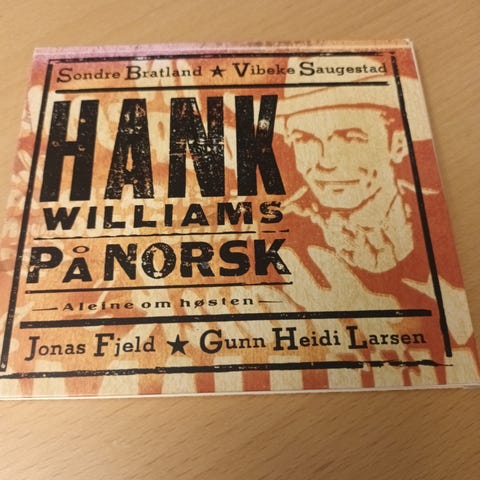 Sondre Bratland ★ Vibeke Saugestad
HANK
WILLIAMS
PÅ NORSK
Aleine om høsten
Jonas Fjeld ★ Gunn Heidi Larsen